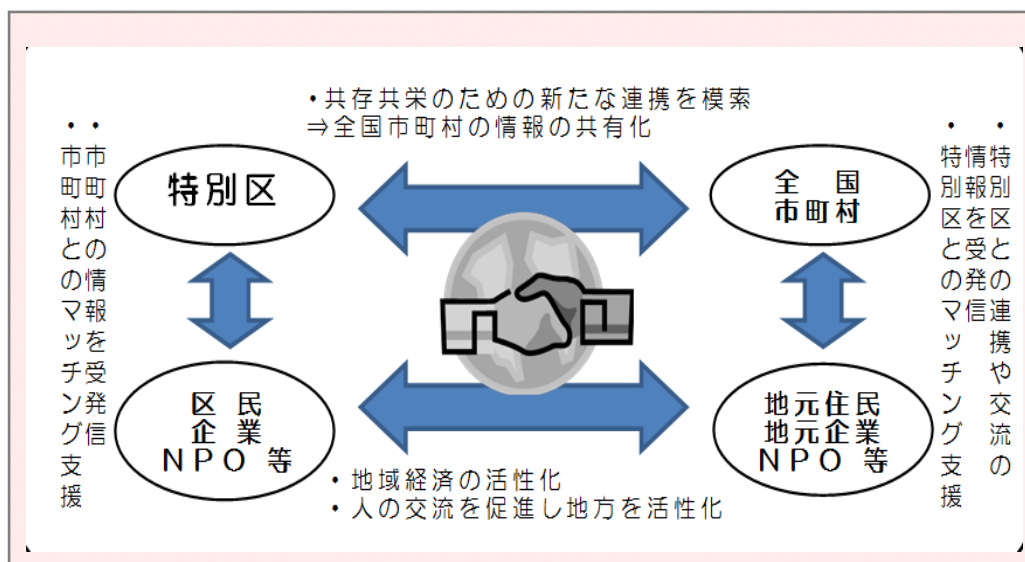 ・共存共栄のための新たな連携を模索
⇒全国市町村の情報の共有化
・市町村の情報を受発信
・市町村とのマッチング支援
特別区
全国
市町村
・特別区との連携や交流の
情報を受発信
・特別区とのマッチング支援
区民
企業
NPO等
地元住民
地元企業
NPO等
・地域経済の活性化
・人の交流を促進し地方を活性化